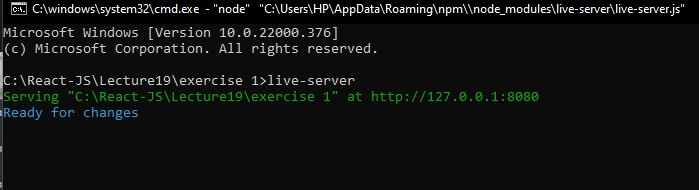 C:\windows\system32\cmd.exe - "node"  "C:\Users\HP\AppData\Roaming\npm\\node_modules\live-server\live-server.js"
Microsoft Windows [Version 10.0.22000.376]
(c) Microsoft Corporation. All rights reserved.
C:\React-JS\Lecture19\exercise 1>live-server
Serving "C:\React-JS\Lecture19\exercise 1" at http://127.0.0.1:8080
Ready for changes